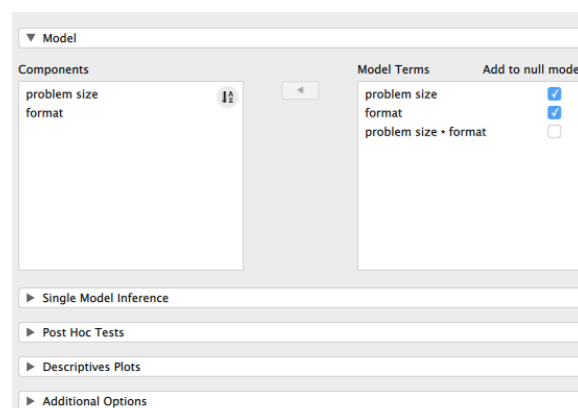 Model
Components
Model Terms Add to null mode
problem size
format
problem size
format
problem size * format
Single Model Inference
Post Hoc Tests
Descriptives Plots
Additional Options